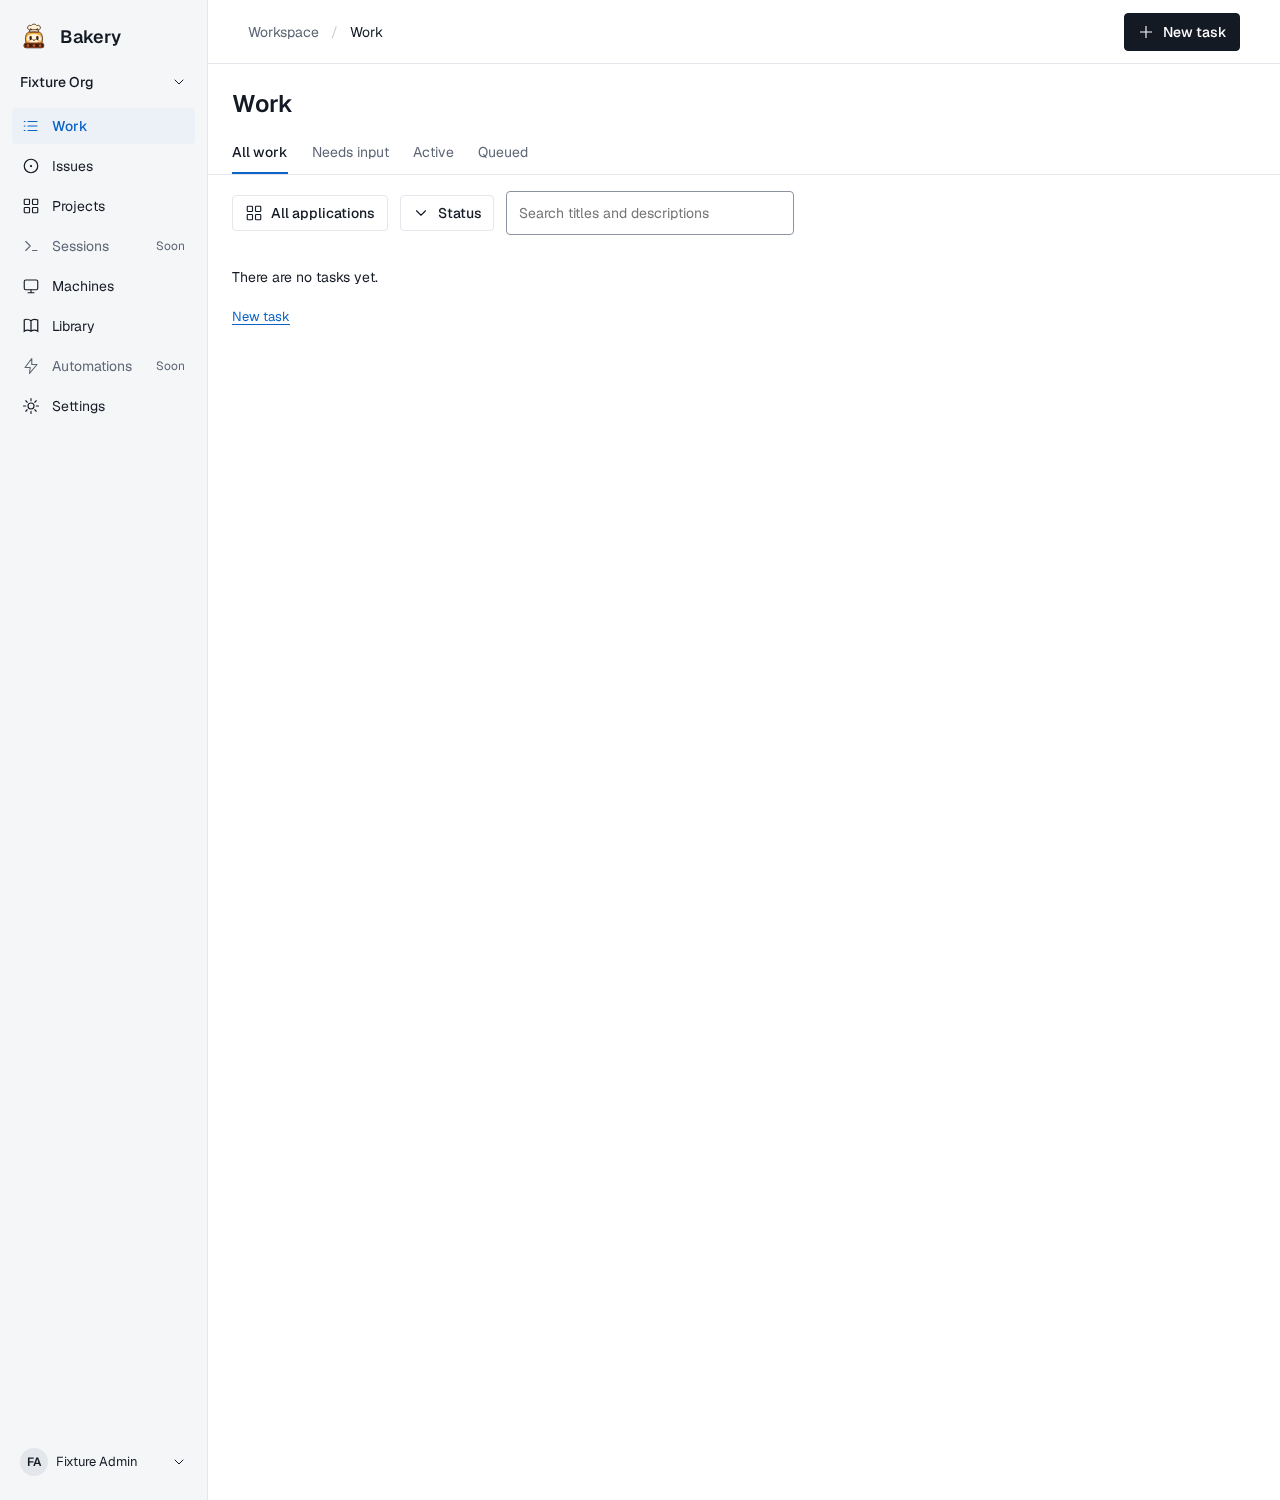 Bakery
Fixture Org
Work
Issues
Projects
Sessions Soon
Machines
Library
Automations Soon
Settings
FA Fixture Admin
Workspace / Work
New task
Work
All work Needs input Active Queued
All applications Status Search titles and descriptions
There are no tasks yet.
New task